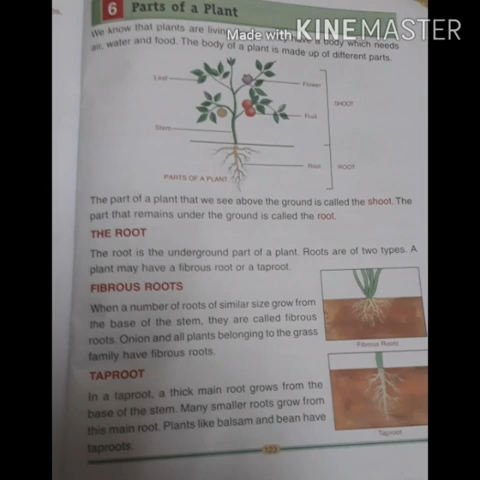 6 Parts of a Plant
Made with KINEMASTER
We know that plants are have a body which needs
air, water and food. The body of a plant is made up of different parts.
Leaf
Flower
SHOOT
Fruit
Stem
Root
ROOT
PARTS OF A PLANT
The part of a plant that we see above the ground is called the shoot. The
part that remains under the ground is called the root.
THE ROOT
The root is the underground part of a plant. Roots are of two types. A
plant may have a fibrous root or a taproot.
FIBROUS ROOTS
When a number of roots of similar size grow from
the base of the stem, they are called fibrous
roots. Onion and all plants belonging to the grass
family have fibrous roots.
Fibrous Roots
TAPROOT
In a taproot, a thick main root grows from the
base of the stem. Many smaller roots grow from
this main root. Plants like balsam and bean have
taproots.
Taproot
123